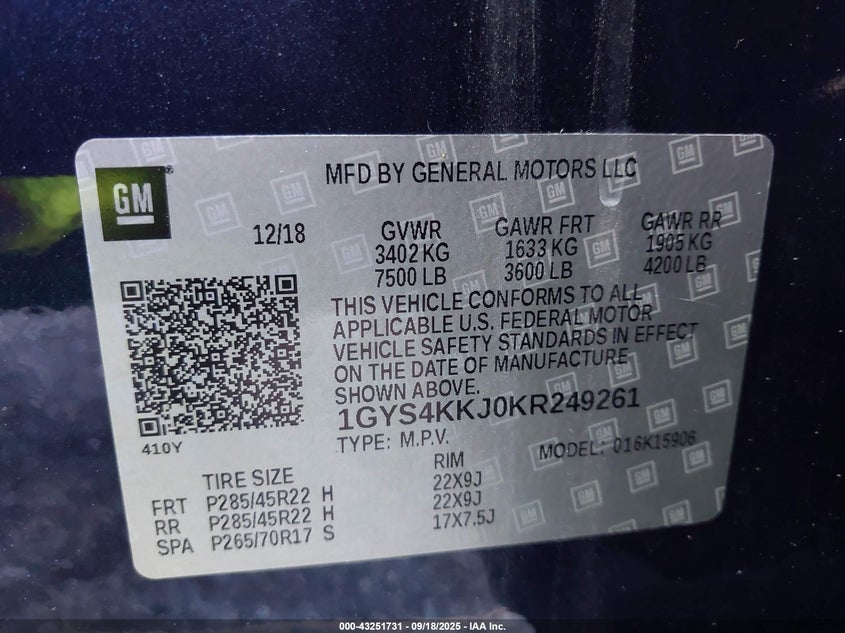 GM
MFD BY GENERAL MOTORS LLC
12/18
GVWR GAWR FRT GAWR RR
3402 KG 1633 KG 1905 KG
7500 LB 3600 LB 4200 LB
THIS VEHICLE CONFORMS TO ALL
APPLICABLE U.S. FEDERAL MOTOR
VEHICLE SAFETY STANDARDS IN EFFECT
ON THE DATE OF MANUFACTURE
SHOWN ABOVE.
1GYS4KKJ0KR249261
410Y
TYPE: M.P.V. MODEL: 016K15906
TIRE SIZE RIM
FRT P285/45R22 H 22X9J
RR P285/45R22 H 22X9J
SPA P265/70R17 S 17X7.5J
000-43251731 - 09/18/2025 - IAA Inc.